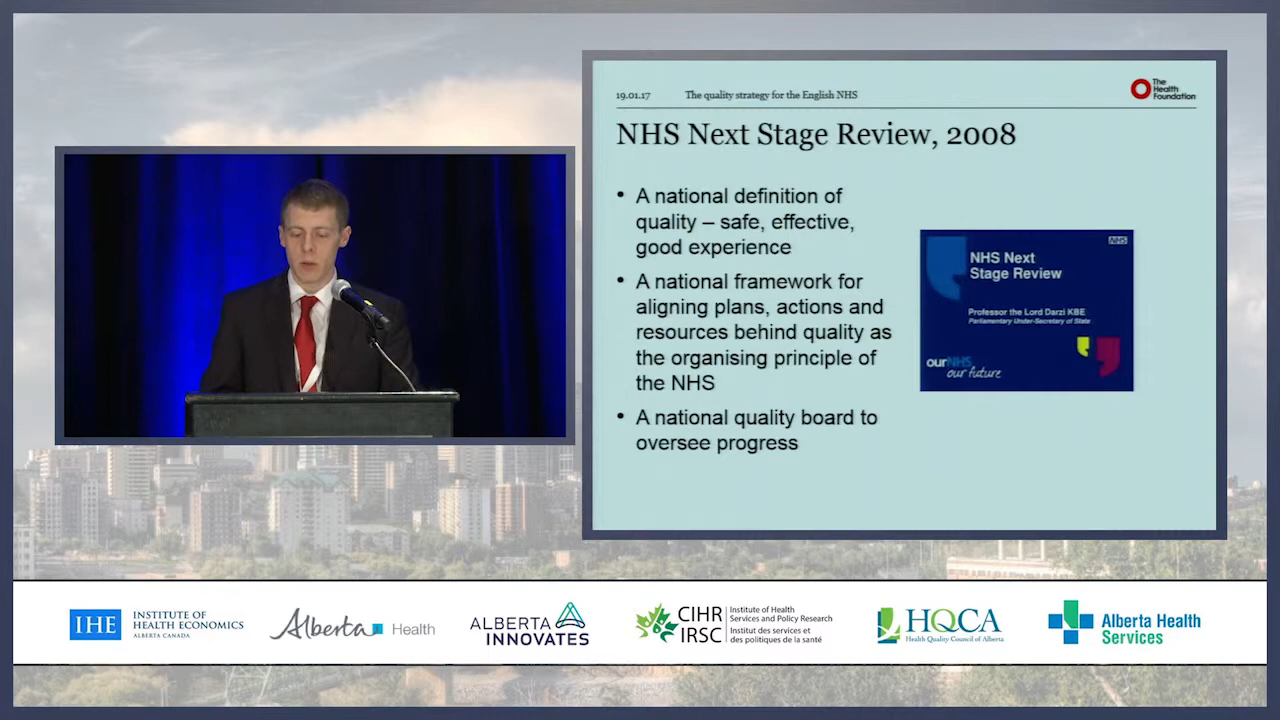 19.01.17 The quality strategy for the English NHS
The
Health
Foundation
NHS Next Stage Review, 2008
• A national definition of
quality – safe, effective,
good experience
• A national framework for
aligning plans, actions and
resources behind quality as
the organising principle of
the NHS
• A national quality board to
oversee progress
NHS
NHS Next
Stage Review
Professor the Lord Darzi KBE
Parliamentary Under-Secretary of State
ourNHS
our future
IHE
INSTITUTE OF
HEALTH ECONOMICS
ALBERTA CANADA
Alberta Health
ALBERTA
INNOVATES
CIHR
IRSC
Institute of Health
Services and Policy Research
Institut des services et
des politiques de la santé
HQCA
Health Quality Council of Alberta
Alberta Health
Services